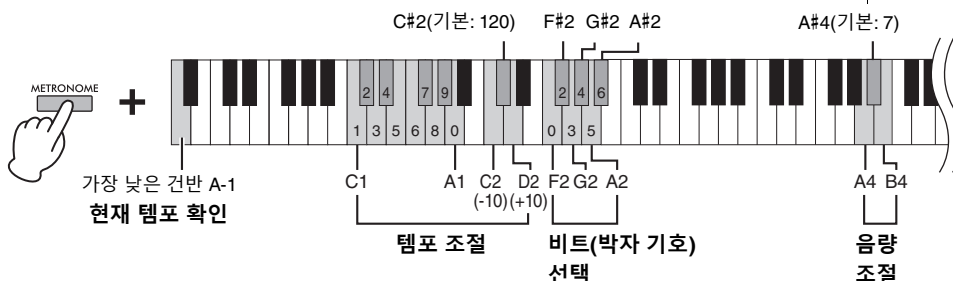 C#2(기본: 120) F#2 G#2 A#2 A#4(기본: 7)
METRONOME
+
2 4 7 9 2 4 6
1 3 5 6 8 0 0 3 5
가장 낮은 건반 A-1 C1 A1 C2 D2 F2 G2 A2 A4 B4
(-10) (+10)
현재 템포 확인
템포 조절 비트(박자 기호) 음량
선택 조절